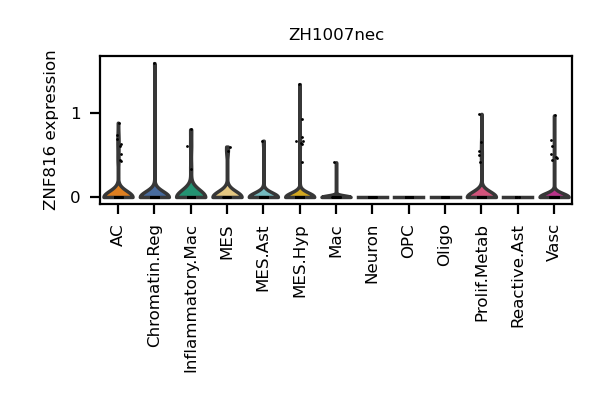 ZH1007nec
ZNF816 expression
1
0
AC
Chromatin.Reg
Inflammatory.Mac
MES
MES.Ast
MES.Hyp
Mac
Neuron
OPC
Oligo
Prolif.Metab
Reactive.Ast
Vasc